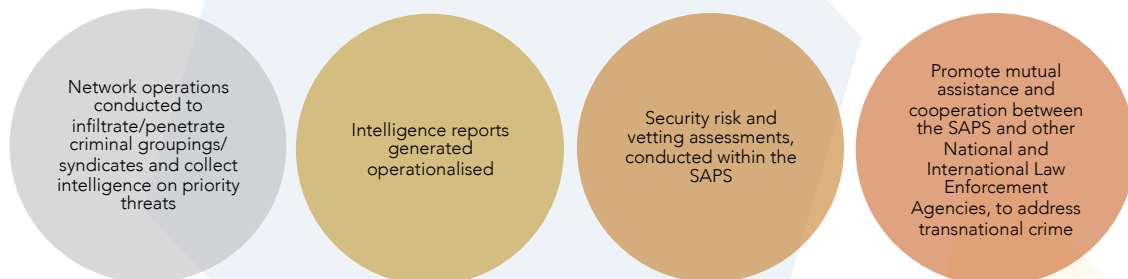 Network operations
conducted to
infiltrate/penetrate
criminal groupings/
syndicates and collect
intelligence on priority
threats
Intelligence reports
generated
operationalised
Security risk and
vetting assessments,
conducted within the
SAPS
Promote mutual
assistance and
cooperation between
the SAPS and other
National and
International Law
Enforcement
Agencies, to address
transnational crime